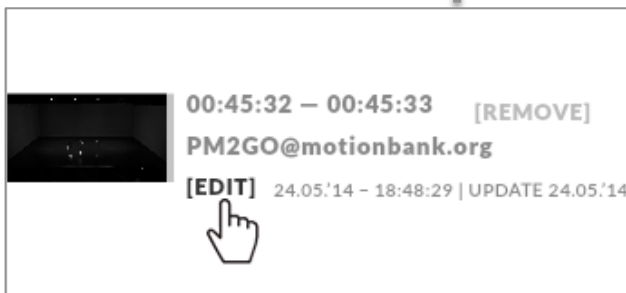 00:45:32 — 00:45:33 [REMOVE]
PM2GO@motionbank.org
[EDIT] 24.05.'14 – 18:48:29 | UPDATE 24.05.'14